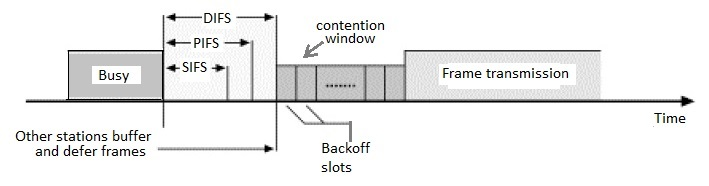 DIFS
contention
window
PIFS
SIFS
Busy
.......
Frame transmission
Time
Other stations buffer
and defer frames
Backoff
slots